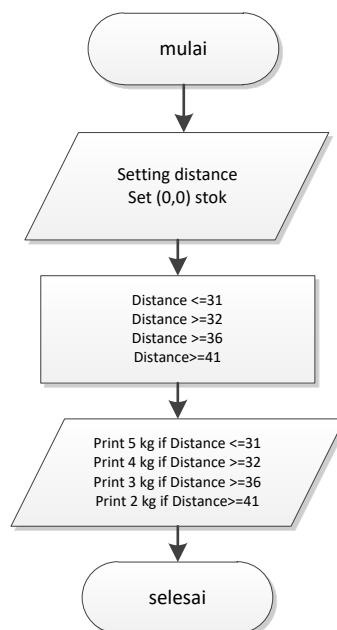 mulai
Setting distance
Set (0,0) stok
Distance <=31
Distance >=32
Distance >=36
Distance>=41
Print 5 kg if Distance <=31
Print 4 kg if Distance >=32
Print 3 kg if Distance >=36
Print 2 kg if Distance>=41
selesai